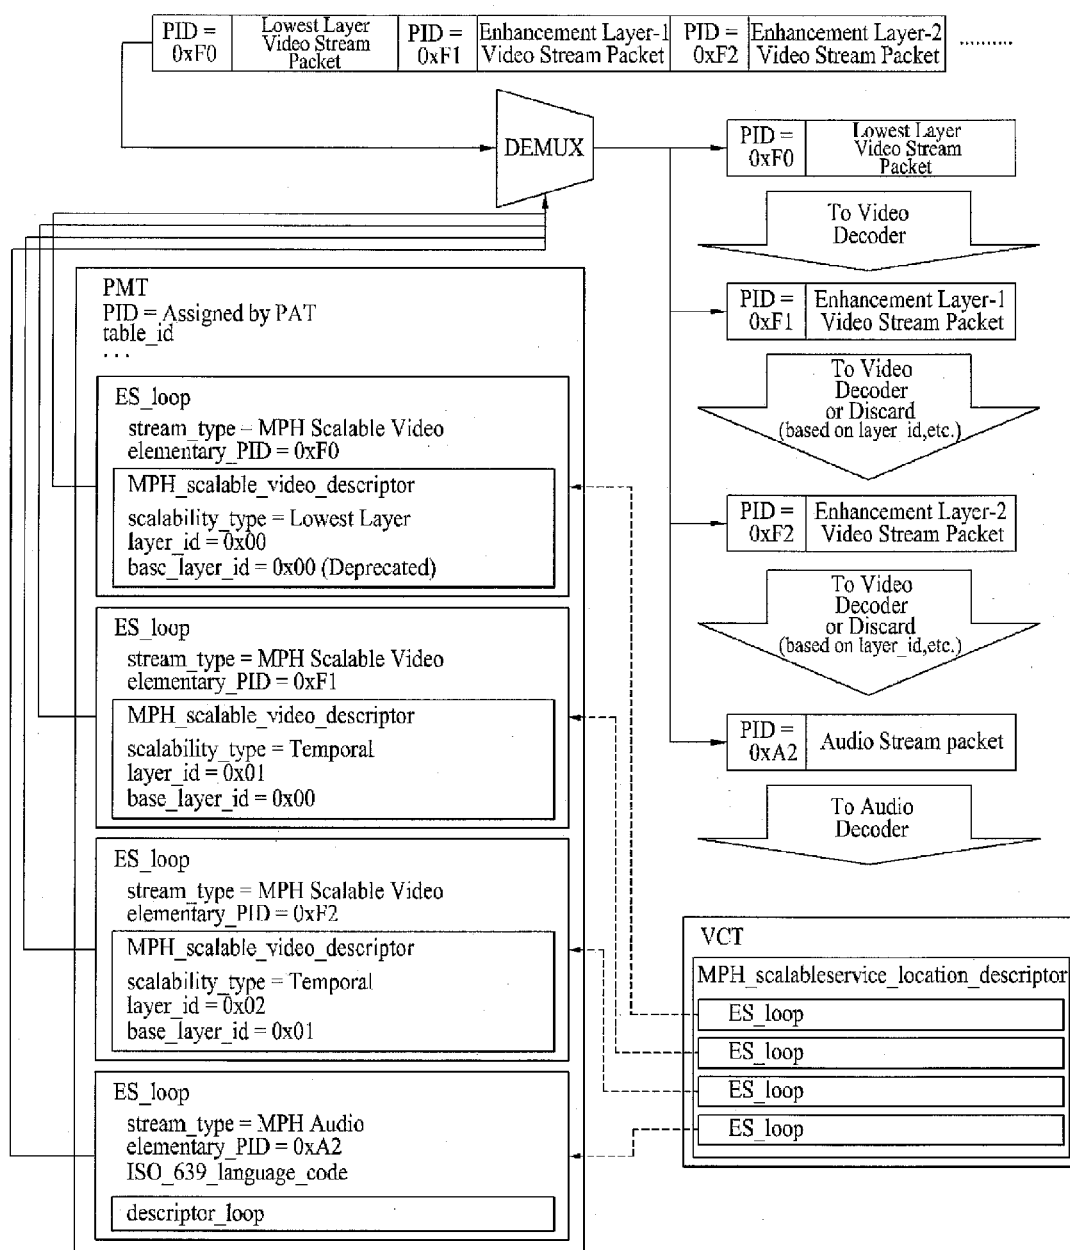 PID = 0xF0
Lowest Layer
Video Stream
Packet
PID = 0xF1
Enhancement Layer-1
Video Stream Packet
PID = 0xF2
Enhancement Layer-2
Video Stream Packet
..........
DEMUX
PID = 0xF0
Lowest Layer
Video Stream
Packet
To Video
Decoder
PID = 0xF1
Enhancement Layer-1
Video Stream Packet
To Video
Decoder
or Discard
(based on layer_id,etc.)
PID = 0xF2
Enhancement Layer-2
Video Stream Packet
To Video
Decoder
or Discard
(based on layer_id,etc.)
PID = 0xA2
Audio Stream packet
To Audio
Decoder
PMT
PID = Assigned by PAT
table_id
. . .
ES_loop
stream_type = MPH Scalable Video
elementary_PID = 0xF0
MPH_scalable_video_descriptor
scalability_type = Lowest Layer
layer_id = 0x00
base_layer_id = 0x00 (Deprecated)
ES_loop
stream_type = MPH Scalable Video
elementary_PID = 0xF1
MPH_scalable_video_descriptor
scalability_type = Temporal
layer_id = 0x01
base_layer_id = 0x00
ES_loop
stream_type = MPH Scalable Video
elementary_PID = 0xF2
MPH_scalable_video_descriptor
scalability_type = Temporal
layer_id = 0x02
base_layer_id = 0x01
ES_loop
stream_type = MPH Audio
elementary_PID = 0xA2
ISO_639_language_code
descriptor_loop
VCT
MPH_scalableservice_location_descriptor
ES_loop
ES_loop
ES_loop
ES_loop